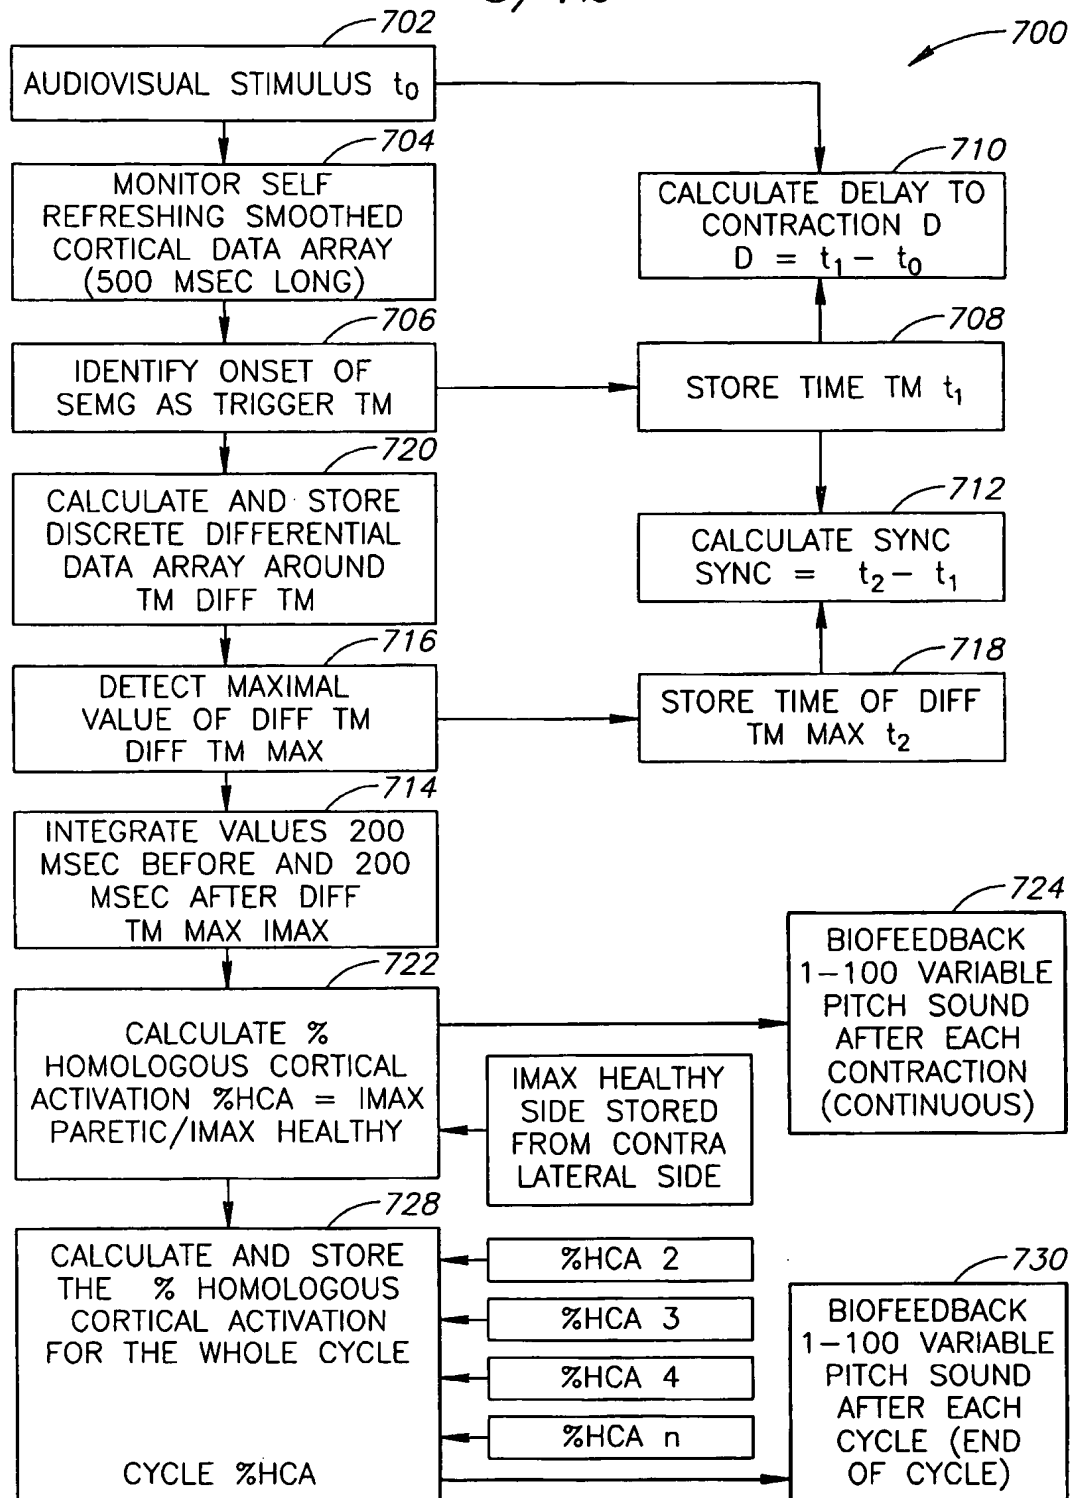 702
700
AUDIOVISUAL STIMULUS t0
704
MONITOR SELF
REFRESHING SMOOTHED
CORTICAL DATA ARRAY
(500 MSEC LONG)
710
CALCULATE DELAY TO
CONTRACTION D
D = t1 - t0
706
IDENTIFY ONSET OF
SEMG AS TRIGGER TM
708
STORE TIME TM t1
720
CALCULATE AND STORE
DISCRETE DIFFERENTIAL
DATA ARRAY AROUND
TM DIFF TM
712
CALCULATE SYNC
SYNC = t2 - t1
716
DETECT MAXIMAL
VALUE OF DIFF TM
DIFF TM MAX
718
STORE TIME OF DIFF
TM MAX t2
714
INTEGRATE VALUES 200
MSEC BEFORE AND 200
MSEC AFTER DIFF
TM MAX IMAX
722
CALCULATE %
HOMOLOGOUS CORTICAL
ACTIVATION %HCA = IMAX
PARETIC/IMAX HEALTHY
724
BIOFEEDBACK
1-100 VARIABLE
PITCH SOUND
AFTER EACH
CONTRACTION
(CONTINUOUS)
IMAX HEALTHY
SIDE STORED
FROM CONTRA
LATERAL SIDE
728
CALCULATE AND STORE
THE % HOMOLOGOUS
CORTICAL ACTIVATION
FOR THE WHOLE CYCLE
CYCLE %HCA
%HCA 2
%HCA 3
%HCA 4
%HCA n
730
BIOFEEDBACK
1-100 VARIABLE
PITCH SOUND
AFTER EACH
CYCLE (END
OF CYCLE)